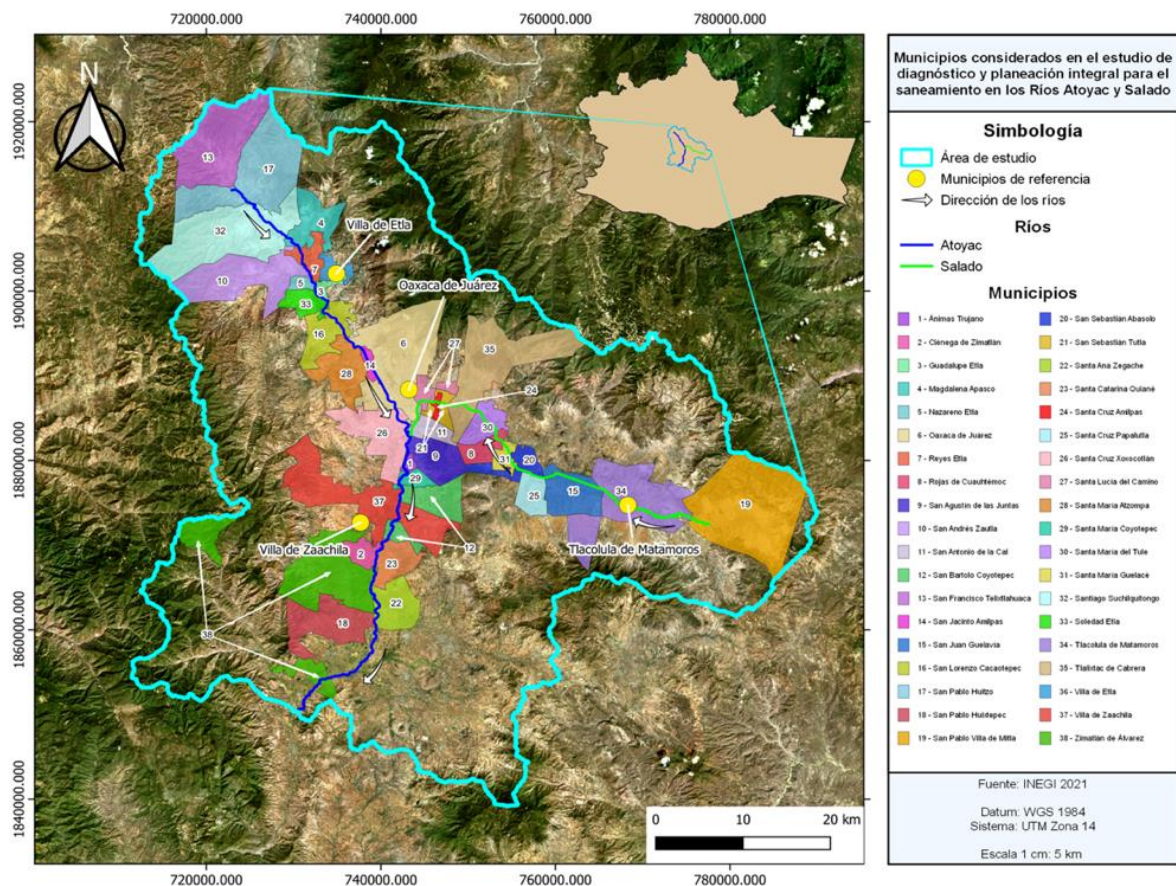 720000.000 740000.000 760000.000 780000.000
1920000.000
1900000.000
1880000.000
1860000.000
1840000.000
N
13
17
32
4
Villa de Etla
7
10
5
3
33
Oaxaca de Juárez
16
6
27
35
14
28
24
30
26
21
11
8
31
20
9
1
29
25
15
34
19
37
12
Villa de Zaachila
Tlacolula de Matamoros
2
23
22
18
38
0 10 20 km
720000.000 740000.000 760000.000 780000.000
Municipios considerados en el estudio de
diagnóstico y planeación integral para el
saneamiento en los Ríos Atoyac y Salado
Simbología
Área de estudio
Municipios de referencia
Dirección de los ríos
Ríos
Atoyac
Salado
Municipios
1 - Ánimas Trujano
2 - Ciénega de Zimatlán
3 - Guadalupe Etla
4 - Magdalena Apasco
5 - Nazareno Etla
6 - Oaxaca de Juárez
7 - Reyes Etla
8 - Rojas de Cuauhtémoc
9 - San Agustín de las Juntas
10 - San Andrés Zautla
11 - San Antonio de la Cal
12 - San Bartolo Coyotepec
13 - San Francisco Telixtlahuaca
14 - San Jacinto Amilpas
15 - San Juan Guelavía
16 - San Lorenzo Cacaotepec
17 - San Pablo Huitzo
18 - San Pablo Huixtepec
19 - San Pablo Villa de Mitla
20 - San Sebastián Abasolo
21 - San Sebastián Tutla
22 - Santa Ana Zegache
23 - Santa Catarina Quiané
24 - Santa Cruz Amilpas
25 - Santa Cruz Papalutla
26 - Santa Cruz Xoxocotlán
27 - Santa Lucía del Camino
28 - Santa María Atzompa
29 - Santa María Coyotepec
30 - Santa María del Tule
31 - Santa María Guelacé
32 - Santiago Suchilquitongo
33 - Soledad Etla
34 - Tlacolula de Matamoros
35 - Tlalixtac de Cabrera
36 - Villa de Etla
37 - Villa de Zaachila
38 - Zimatlán de Álvarez
Fuente: INEGI 2021
Datum: WGS 1984
Sistema: UTM Zona 14
Escala 1 cm: 5 km